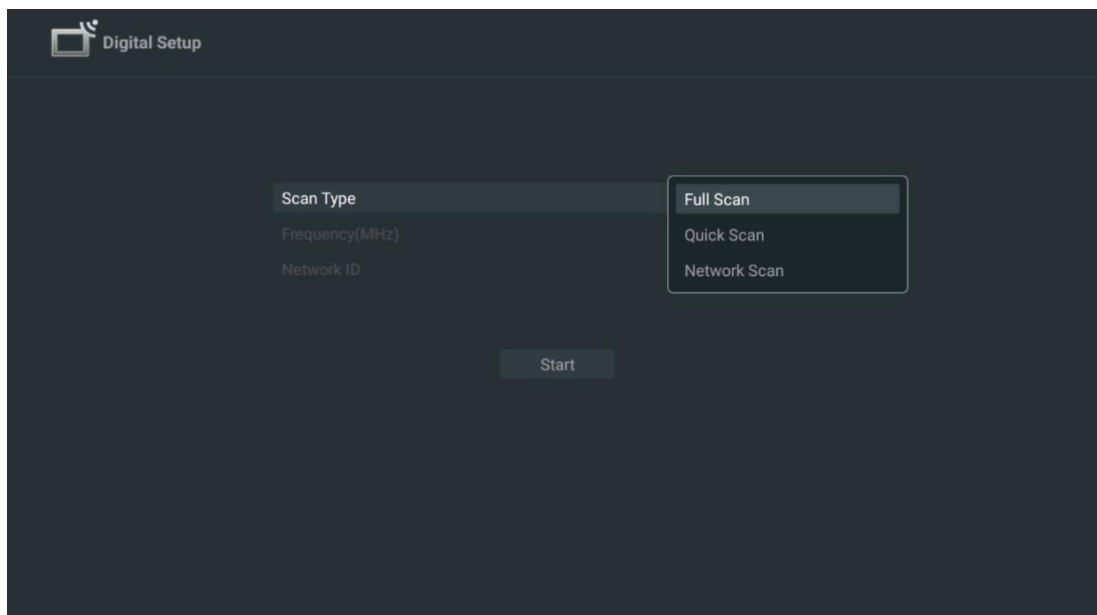 Digital Setup
Scan Type
Full Scan
Frequency(MHz)
Quick Scan
Network ID
Network Scan
Start